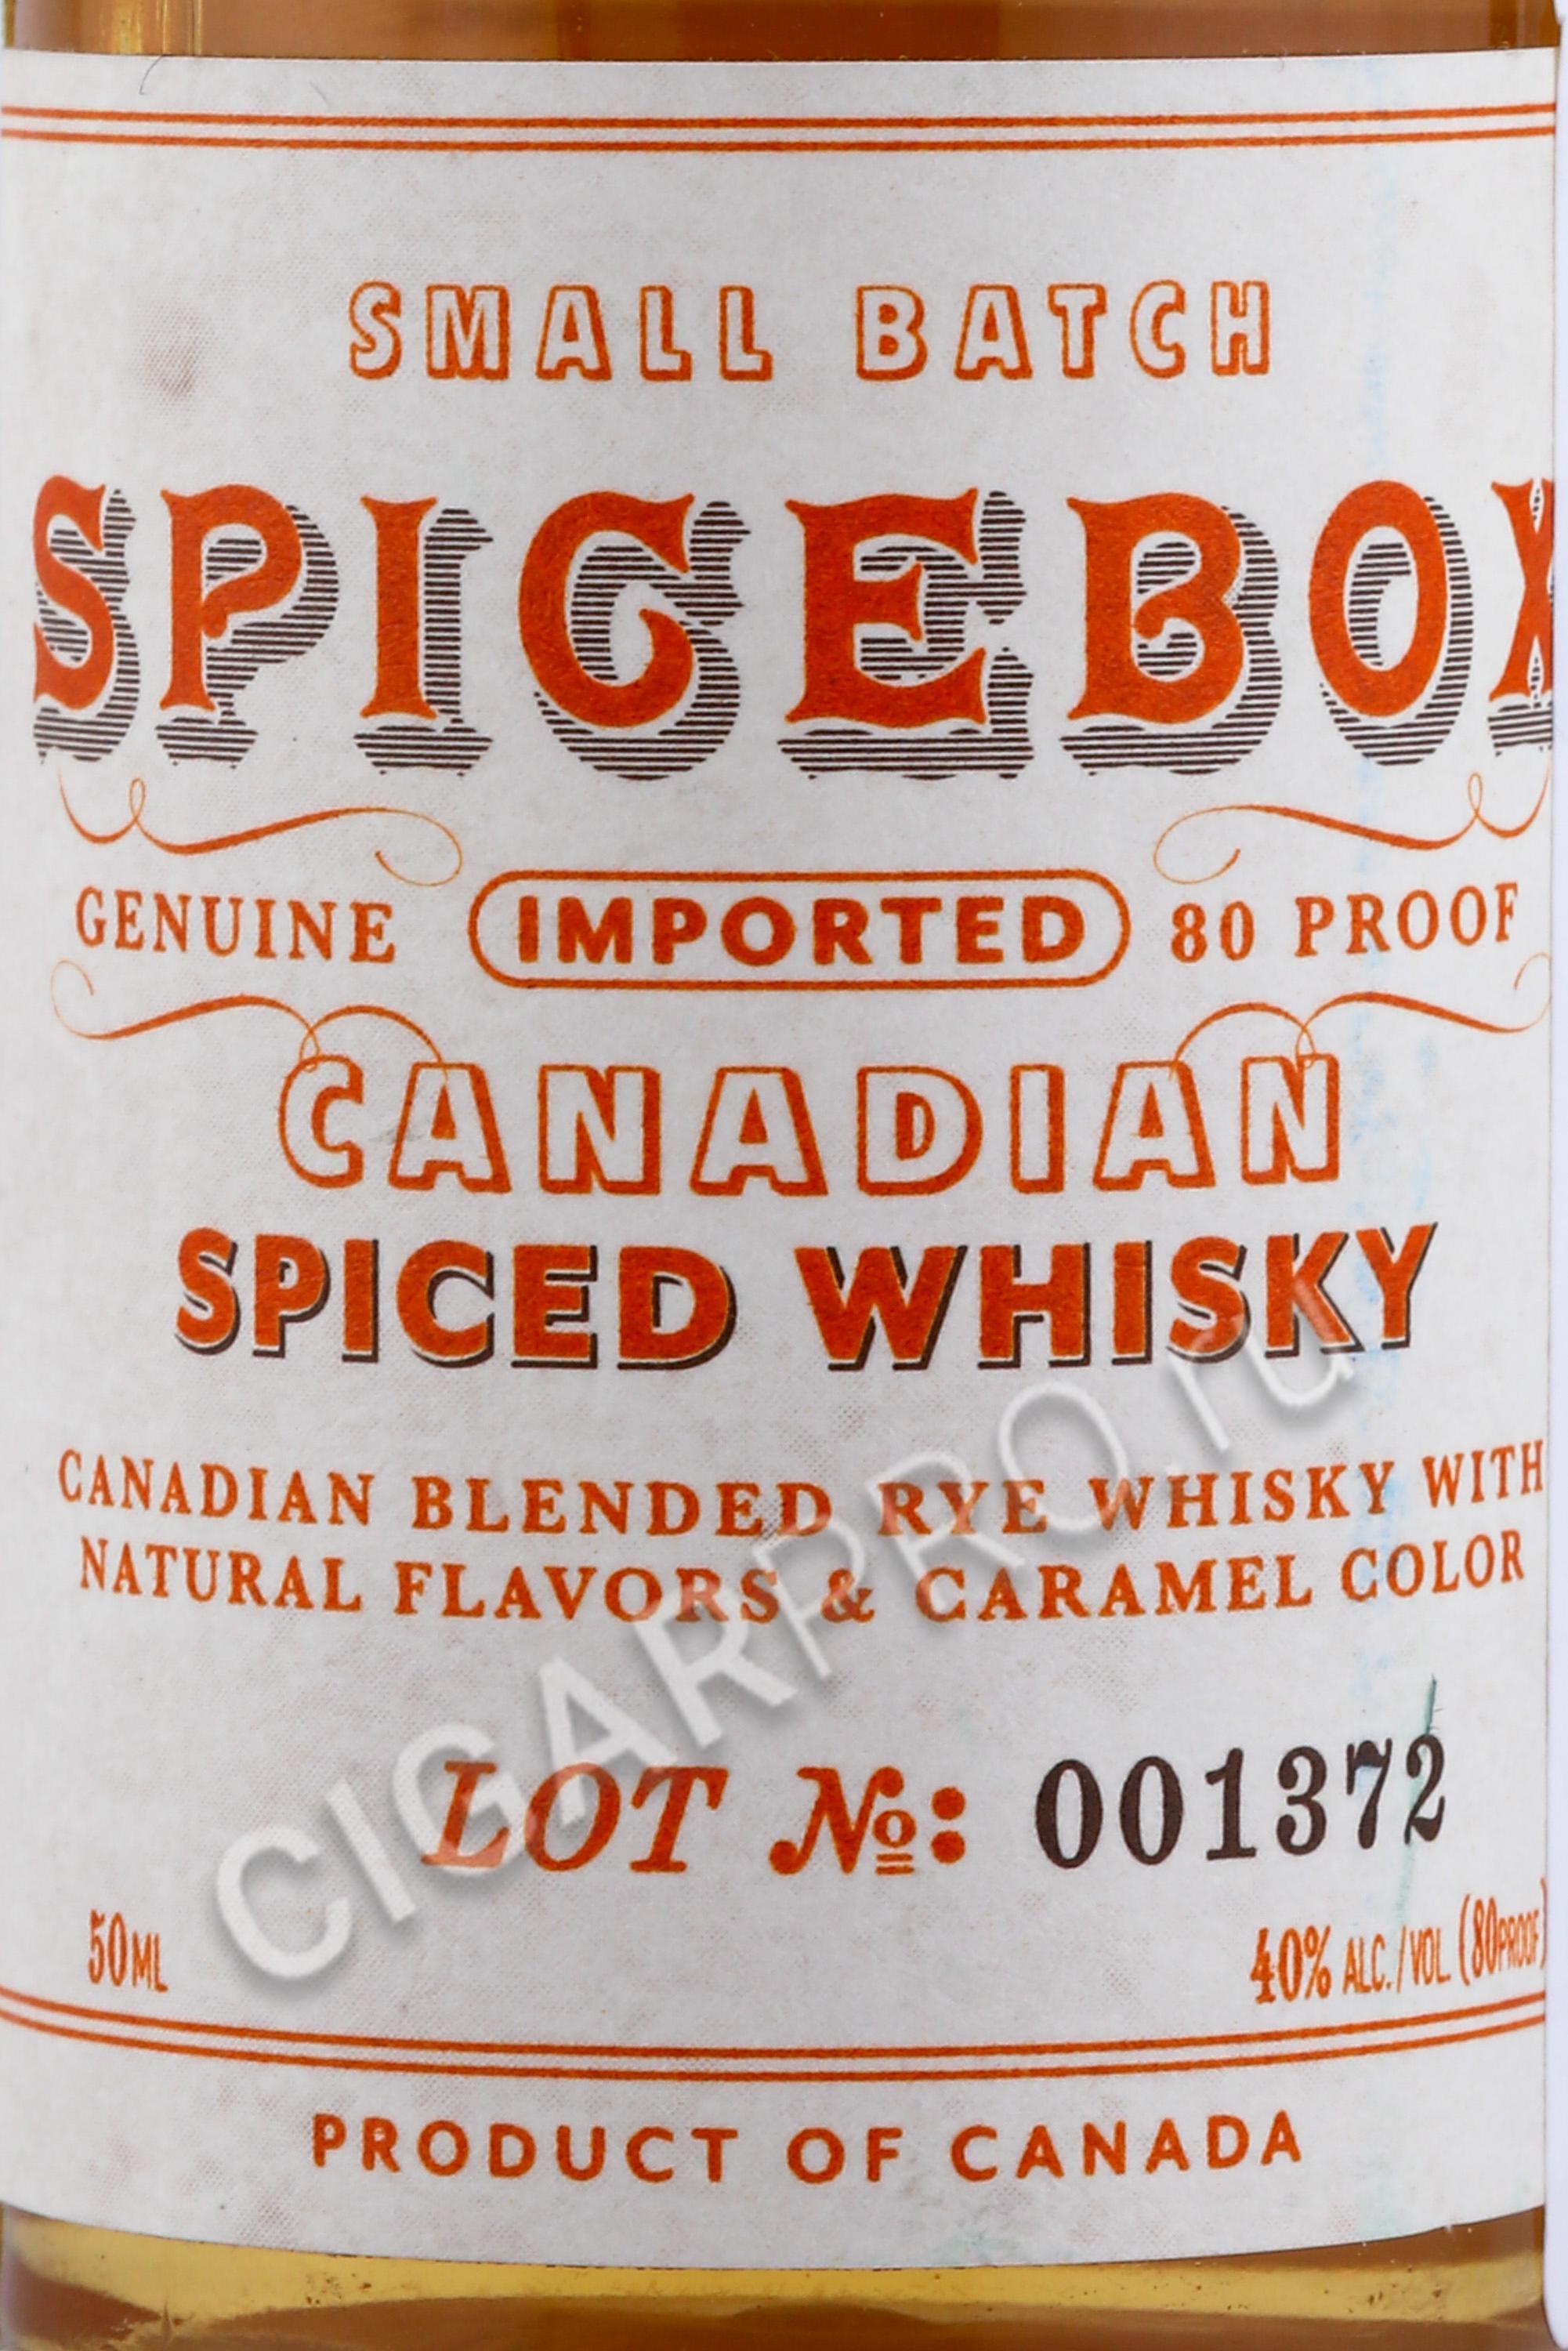 SMALL BATCH
SPICEBOX
GENUINE IMPORTED 80 PROOF
CANADIAN
SPICED WHISKY
CANADIAN BLENDED RYE WHISKY WITH
NATURAL FLAVORS & CARAMEL COLOR
LOT №: 001372
50ML 40% ALC./VOL. (80PROOF)
PRODUCT OF CANADA
CIGARPRO.ru